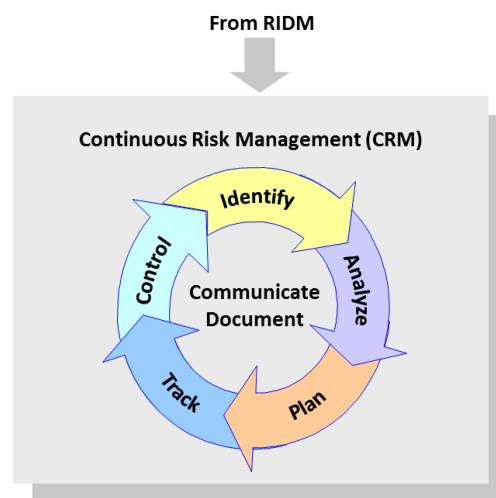 From RIDM
Continuous Risk Management (CRM)
Identify
Analyze
Plan
Track
Control
Communicate
Document